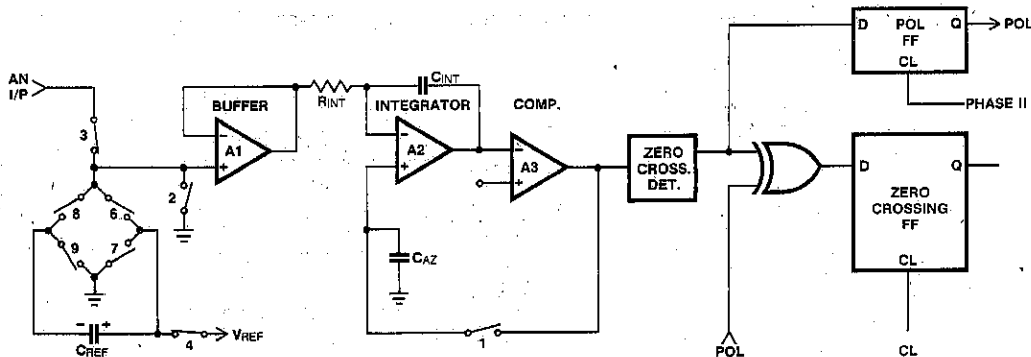 AN
I/P
3
8
6
9
7
2
- +
CREF
4
VREF
BUFFER
-
A1
+
RINT
CINT
INTEGRATOR
-
A2
+
CAZ
1
COMP.
-
A3
+
ZERO
CROSS.
DET.
POL
D
POL
FF
Q
CL
POL
PHASE II
D
Q
ZERO
CROSSING
FF
CL
CL